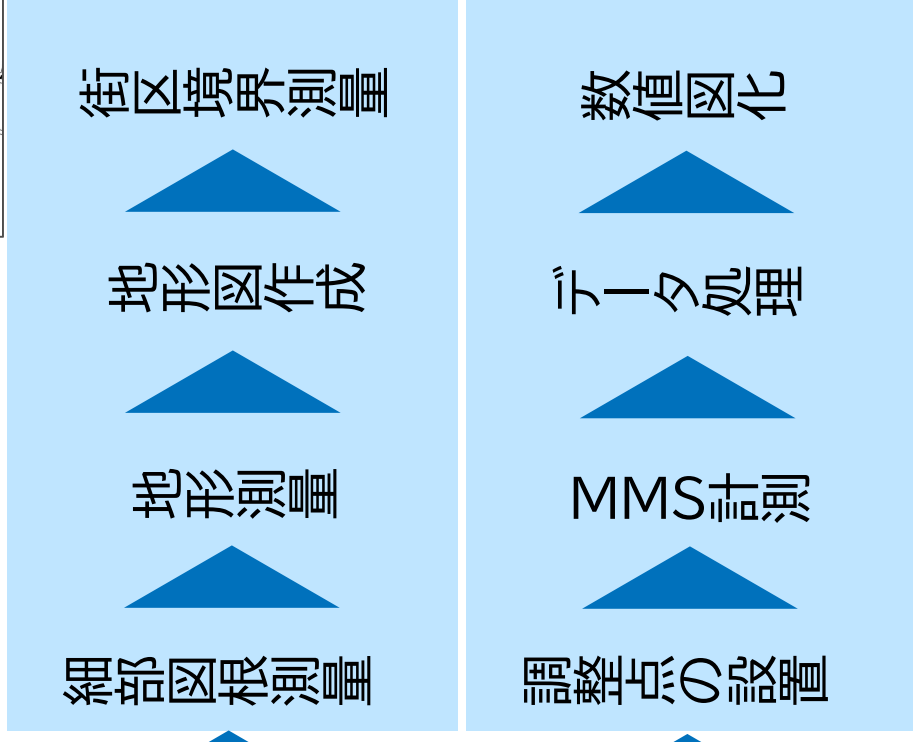 街区境界測量
地形図作成
地形測量
細部図根測量
数値図化
データ処理
MMS計測
調整点の設置